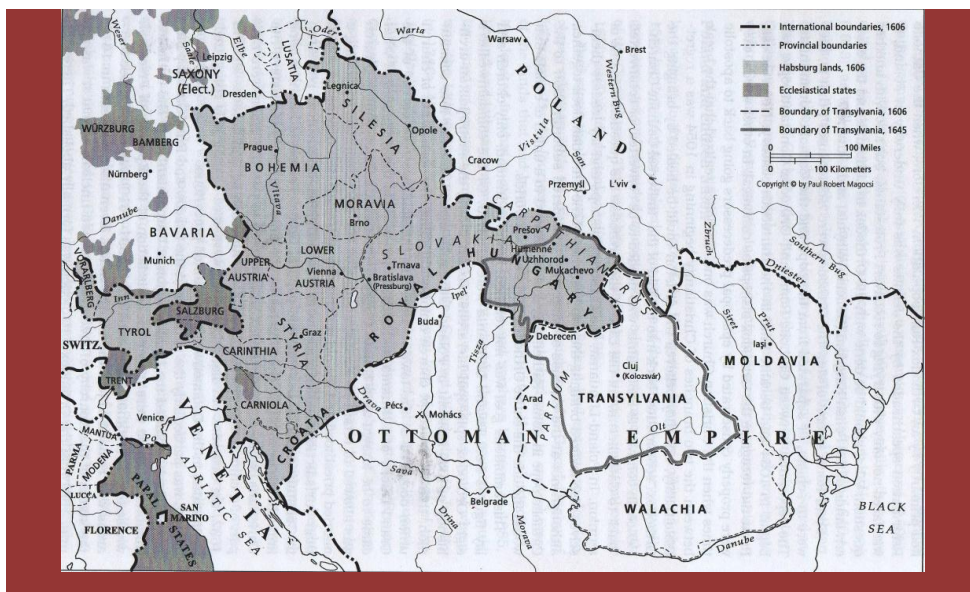 International boundaries, 1606
Provincial boundaries
Habsburg lands, 1606
Ecclesiastical states
Boundary of Transylvania, 1606
Boundary of Transylvania, 1645
0 100 Miles
0 100 Kilometers
Copyright © by Paul Robert Magocsi
Weser
Saale
Elbe
Oder
Warta
Warsaw
Brest
Western Bug
Leipzig
SAXONY
(Elect.)
Dresden
LUSATIA
Legnica
SILESIA
Opole
POLAND
Vistula
San
WÜRZBURG
BAMBERG
Nürnberg
Prague
BOHEMIA
Vltava
Cracow
Przemyśl
L'viv
MORAVIA
Brno
CARPATHIAN RUS'
Zbruch
Southern Bug
Dniester
Danube
BAVARIA
Munich
SLOVAKIA
Prešov
Humenné
Uzhhorod
Mukachevo
UPPER
AUSTRIA
LOWER
AUSTRIA
Vienna
Trnava
Bratislava
(Pressburg)
ROYAL HUNGARY
VORARLBERG
Inn
SALZBURG
Ipel'
Buda
Tisza
Debrecen
Siret
Prut
Iaşi
MOLDAVIA
SWITZ.
TYROL
STYRIA
Graz
CARINTHIA
Cluj
(Kolozsvár)
TRANSYLVANIA
TRENT
CARNIOLA
CROATIA
Drava
Pécs
Mohács
Arad
PARTIUM
Olt
OTTOMAN EMPIRE
Venice
VENETIA
MANTUA
Po
PARMA
MODENA
LUCCA
FLORENCE
PAPAL
STATES
SAN
MARINO
ADRIATIC
SEA
Sava
Drina
Belgrade
Morava
WALACHIA
Danube
BLACK
SEA